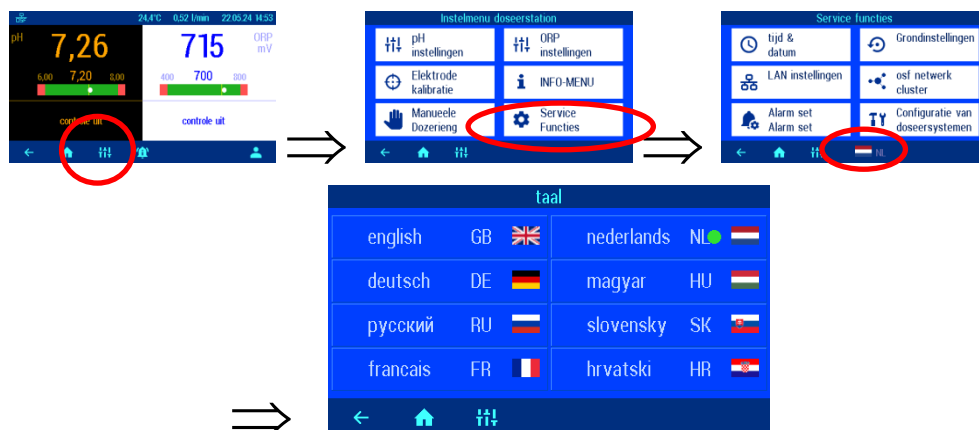 24,4°C 0,52 l/min 22.05.24 14:53
pH 7,26
6,00 7,20 8,00
controle uit
715 ORP mV
400 700 800
controle uit
Instelmenu doseerstation
pH instellingen
ORP instellingen
Elektrode kalibratie
INFO-MENU
Manueele Dozerieng
Service Functies
Service functies
tijd & datum
Grondinstellingen
LAN instellingen
osf netwerk cluster
Alarm set Alarm set
Configuratie van doseersystemen
NL
taal
english GB
nederlands NL
deutsch DE
magyar HU
русский RU
slovensky SK
francais FR
hrvatski HR